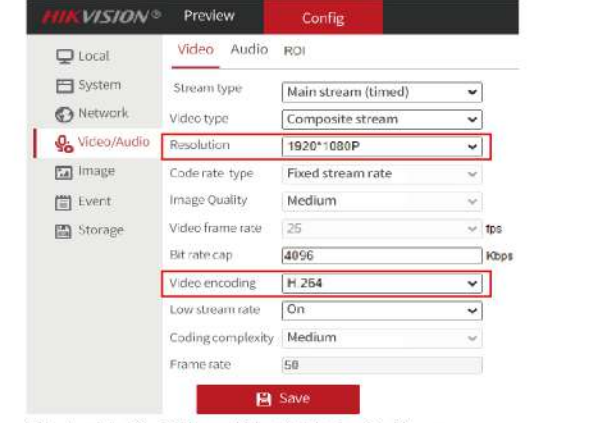 HIKVISION® Preview Config
Local
System
Network
Video/Audio
Image
Event
Storage
Video Audio ROI
Stream type Main stream (timed)
Video type Composite stream
Resolution 1920*1080P
Code rate type Fixed stream rate
Image Quality Medium
Video frame rate 25 fps
Bit rate cap 4096 Kbps
Video encoding H.264
Low stream rate On
Coding complexity Medium
Frame rate 50
Save